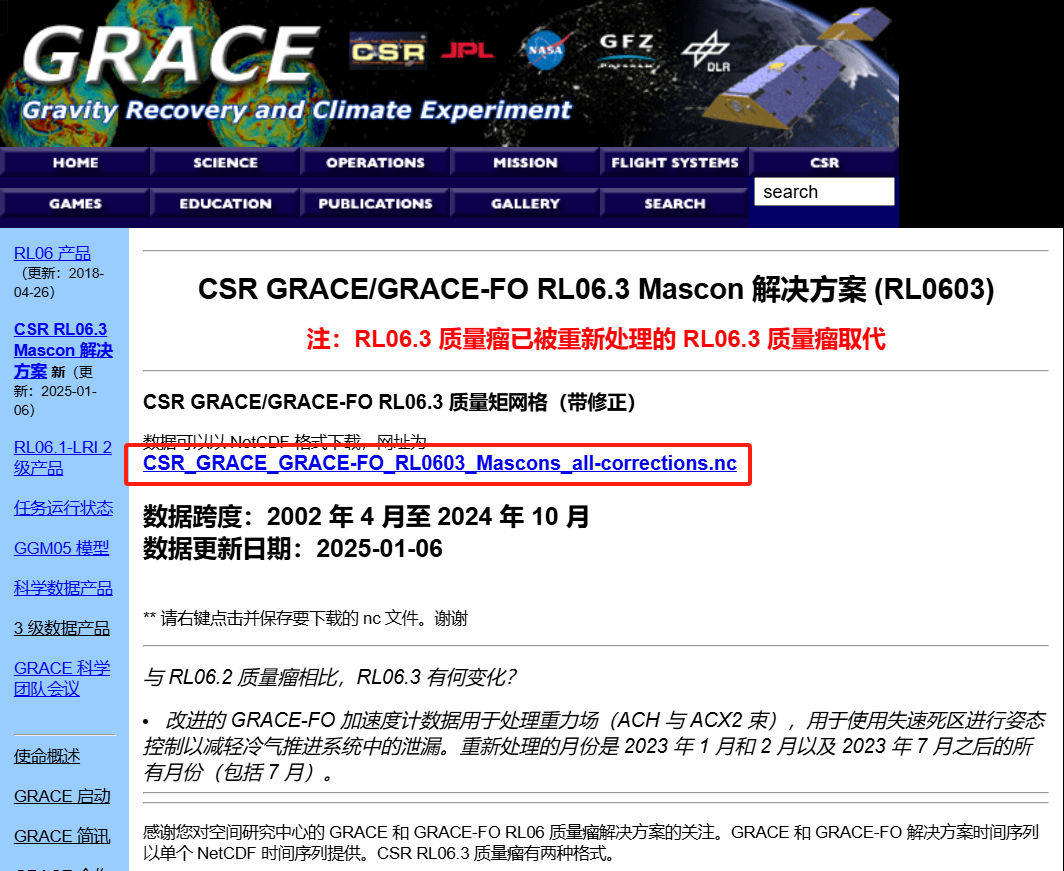 GRACE
CSR JPL NASA GFZ DLR
Gravity Recovery and Climate Experiment
HOME SCIENCE OPERATIONS MISSION FLIGHT SYSTEMS CSR
search
GAMES EDUCATION PUBLICATIONS GALLERY SEARCH
RL06 产品
（更新：2018-
04-26）
CSR RL06.3
Mascon 解决
方案 新（更
新：2025-01-
06）
RL06.1-LRI 2
级产品
任务运行状态
GGM05 模型
科学数据产品
3 级数据产品
GRACE 科学
团队会议
使命概述
GRACE 启动
GRACE 简讯
CSR GRACE/GRACE-FO RL06.3 Mascon 解决方案 (RL0603)
注：RL06.3 质量瘤已被重新处理的 RL06.3 质量瘤取代
CSR GRACE/GRACE-FO RL06.3 质量矩网格（带修正）
数据可以以 NetCDF 格式下载，网址为
CSR_GRACE_GRACE-FO_RL0603_Mascons_all-corrections.nc
数据跨度：2002 年 4 月至 2024 年 10 月
数据更新日期：2025-01-06
** 请右键点击并保存要下载的 nc 文件。谢谢
与 RL06.2 质量瘤相比，RL06.3 有何变化？
• 改进的 GRACE-FO 加速度计数据用于处理重力场（ACH 与 ACX2 束），用于使用失速死区进行姿态
控制以减轻冷气推进系统中的泄漏。重新处理的月份是 2023 年 1 月和 2 月以及 2023 年 7 月之后的所
有月份（包括 7 月）。
感谢您对空间研究中心的 GRACE 和 GRACE-FO RL06 质量瘤解决方案的关注。GRACE 和 GRACE-FO 解决方案时间序列
以单个 NetCDF 时间序列提供。CSR RL06.3 质量瘤有两种格式。